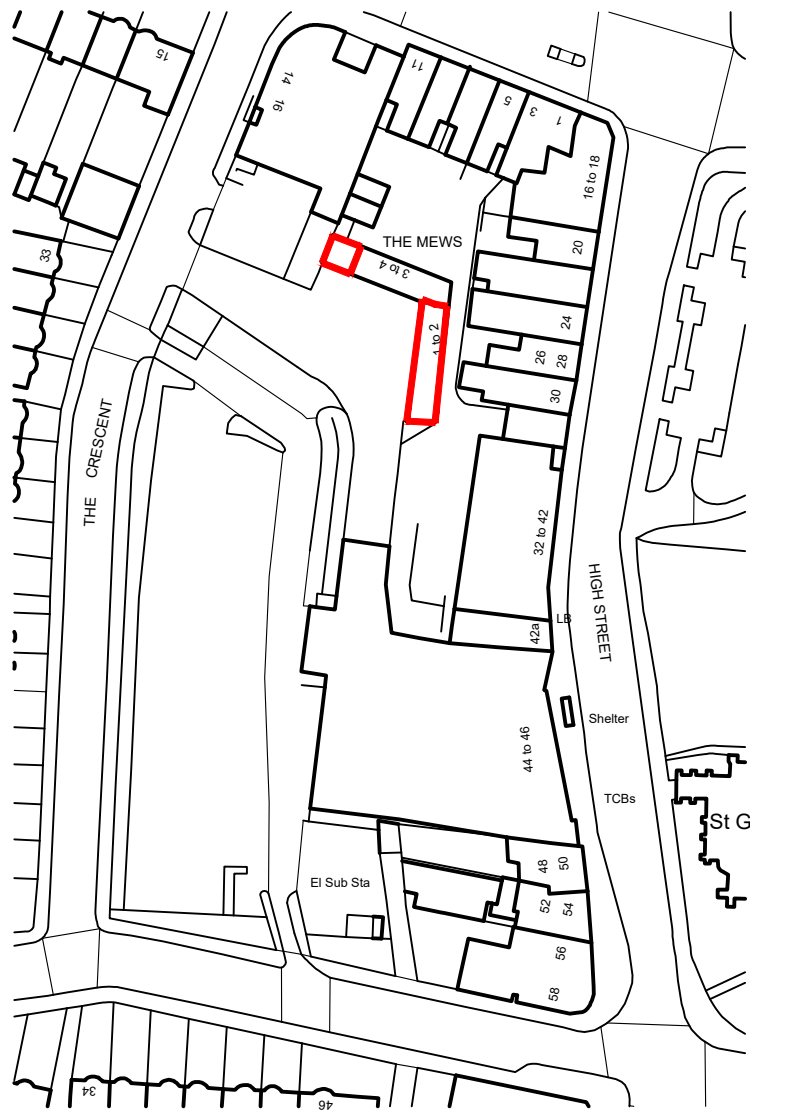 15
14
16
11
5
3
1
16 to 18
THE MEWS
20
33
3 to 4
24
1 to 2
26
28
30
THE CRESCENT
32 to 42
HIGH STREET
LB
42a
Shelter
44 to 46
TCBs
St G
48
50
El Sub Sta
52
54
56
58
34
46